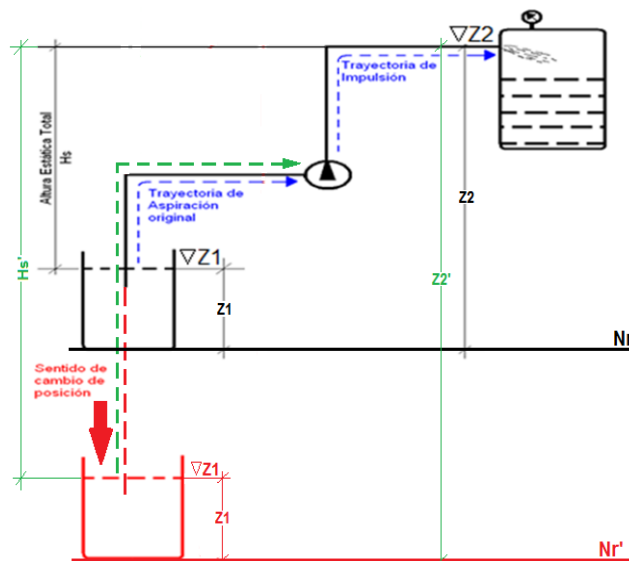 ▽Z2
Trayectoria de
Impulsión
Altura Estática Total
Hs
Trayectoria de
Aspiración
original
Z2
Hs'
▽Z1
Z2'
Z1
Nr
Sentido de
cambio de
posición
▽Z1
Z1
Nr'